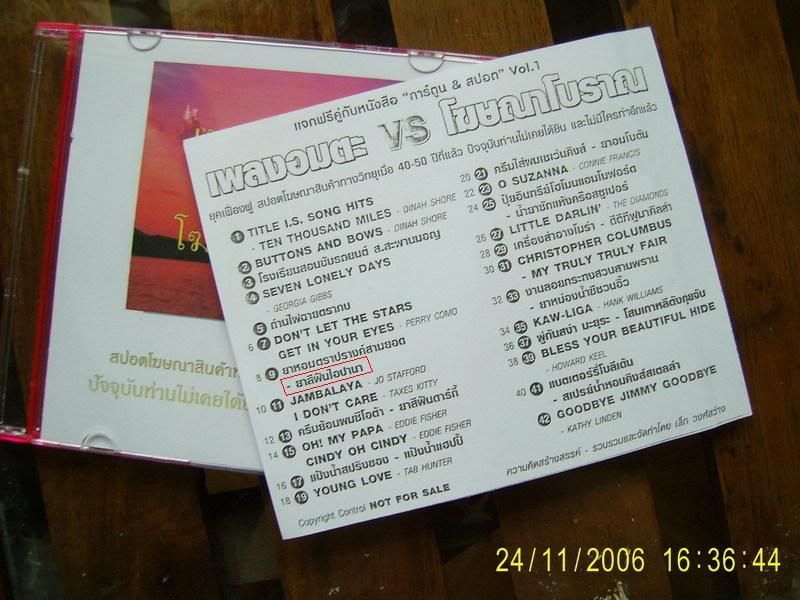 แจกฟรีคู่กับหนังสือ "การ์ตูน & สปอต" Vol.1
เพลงอมตะ VS โฆษณาโบราณ
ยุคเฟื่องฟู สปอตโฆษณาสินค้าทางวิทยุเมื่อ 40-50 ปีที่แล้ว ปัจจุบันท่านไม่เคยได้ยิน และไม่มีใครทำอีกแล้ว
1 TITLE I.S. SONG HITS
- TEN THOUSAND MILES - DINAH SHORE
2 BUTTONS AND BOWS - DINAH SHORE
3 โรงเรียนสอนขับรถยนต์ ส.สะพานมอญ
4 SEVEN LONELY DAYS
- GEORGIA GIBBS
5 ถ่านไฟฉายตรากบ
6 7 DON'T LET THE STARS
GET IN YOUR EYES - PERRY COMO
8 9 ยาหอมตราปรางค์สามยอด
- ยาสีฟันไอปานา
10 11 JAMBALAYA - JO STAFFORD
I DON'T CARE - TAXES KITTY
12 13 ครีมซ้อนพมซีโอต้า - ยาสีฟันดาร์กี้
14 15 OH! MY PAPA - EDDIE FISHER
CINDY OH CINDY - EDDIE FISHER
16 17 แป้งน้ำสปริงซอง - แป้งน้ำแฮปปี้
18 19 YOUNG LOVE - TAB HUNTER
Copyright Control NOT FOR SALE
20 21 ครีมใส่ผมเพเว่นคิงส์ - ยาอมโบตัน
22 23 O SUZANNA - CONNIE FRANCIS
24 25 ปุ๋ยอินทรีย์โฮโมนแอมโนฟอร์ด
- น้ำยาซักแห้งคริอสซูเปอร์
26 27 LITTLE DARLIN' - THE DIAMONDS
28 29 เครื่องสำอางโมร่า - ดีดีทีฟูมากิลล่า
30 31 CHRISTOPHER COLUMBUS
- MY TRULY TRULY FAIR
32 33 งานลอยกระทงสวนสามพราน
- ยาหม่องน้ำซีชวนอิ๊ว
34 35 KAW-LIGA - HANK WILLIAMS
36 37 ฟูกันสง่า มะยุระ - โสมเกาหลีตังกุยจับ
38 39 BLESS YOUR BEAUTIFUL HIDE
- HOWARD KEEL
40 41 แบตเตอร์รี่โบลีเด้น
- สเปรย์น้ำหอมคิงส์สเตลล่า
42 GOODBYE JIMMY GOODBYE
- KATHY LINDEN
ความคิดสร้างสรรค์ - รวบรวมและจัดทำโดย เล็ก วงศ์สว่าง
สปอตโฆษณาสินค้าท
ปัจจุบันท่านไม่เคยได้ย
24/11/2006 16:36:44